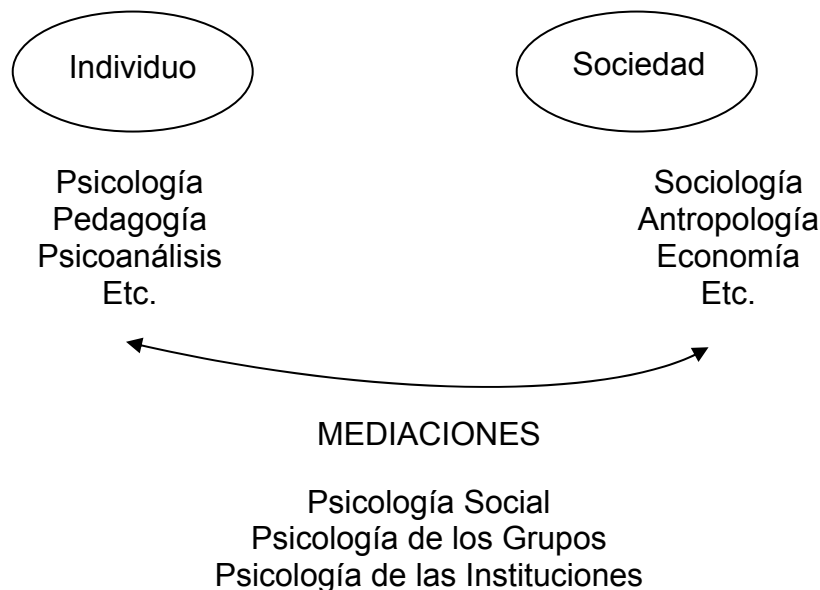 Individuo
Sociedad
Psicología
Pedagogía
Psicoanálisis
Etc.
Sociología
Antropología
Economía
Etc.
MEDIACIONES
Psicología Social
Psicología de los Grupos
Psicología de las Instituciones